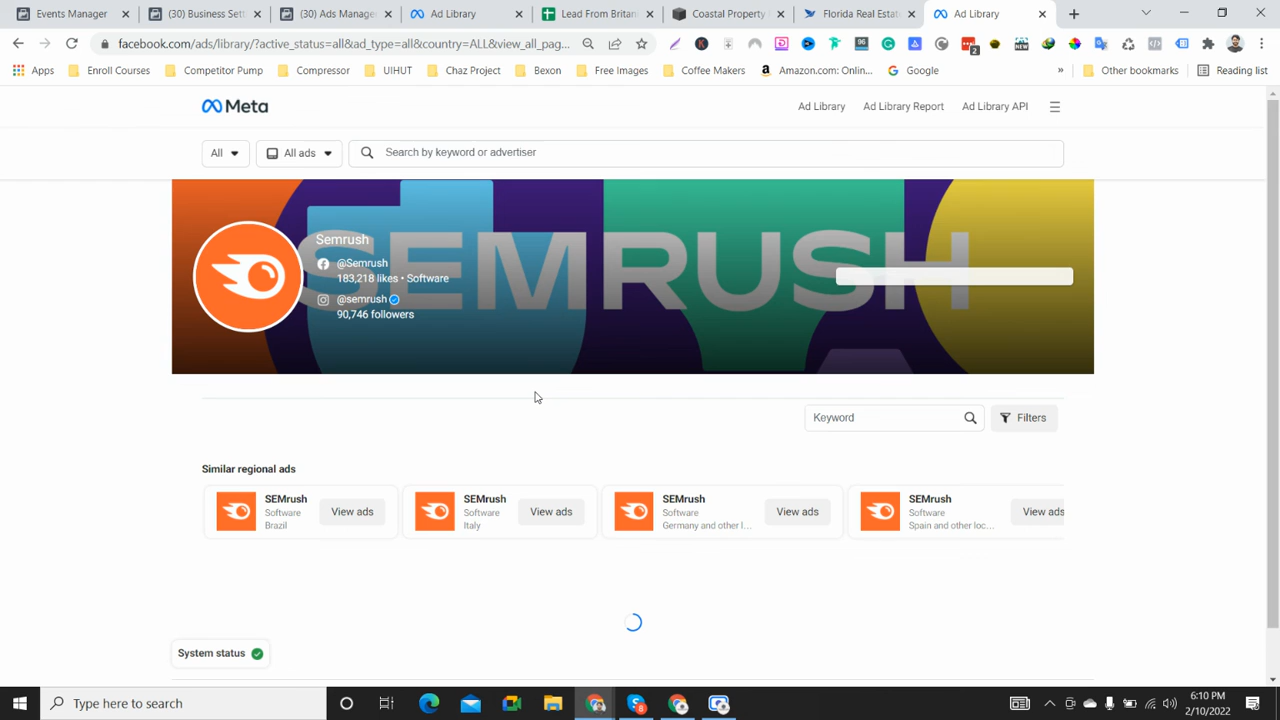 Events Manager
(30) Business Sett
(30) Ads Manager
Ad Library
Lead From Britan
Coastal Property
Florida Real Estate
Ad Library
facebook.com/ads/library/?active_status=all&ad_type=all&country=ALL&view_all_pag...
96
NEW
2
Apps
Enroll Courses
Competitor Pump
Compressor
UIHUT
Chaz Project
Bexon
Free Images
Coffee Makers
Amazon.com: Onlin...
Google
»
Other bookmarks
Reading list
Meta
Ad Library
Ad Library Report
Ad Library API
All
All ads
Search by keyword or advertiser
SEMRUSH
Semrush
@Semrush
183,218 likes • Software
@semrush
90,746 followers
Keyword
Filters
Similar regional ads
SEMrush
Software
Brazil
View ads
SEMrush
Software
Italy
View ads
SEMrush
Software
Germany and other l...
View ads
SEMrush
Software
Spain and other loc...
View ads
System status
Type here to search
8
6:10 PM
2/10/2022